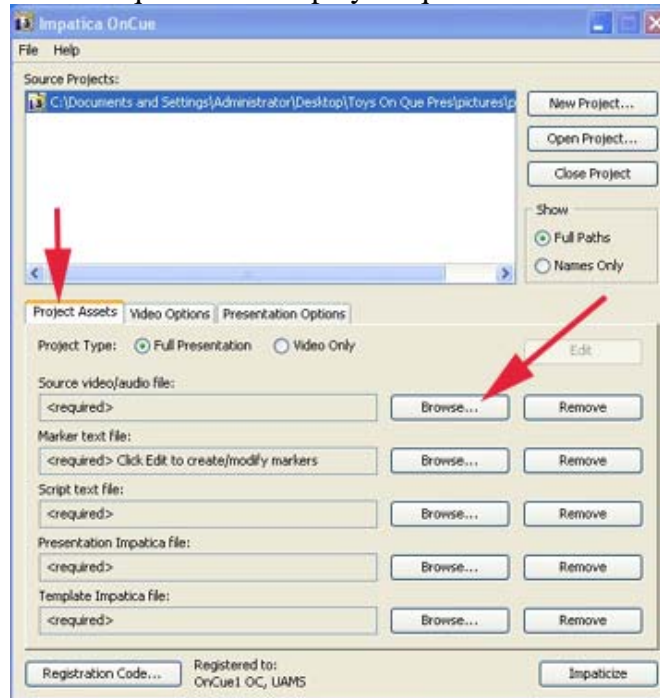 Impatica OnCue
File Help
Source Projects:
C:\Documents and Settings\Administrator\Desktop\Toys On Que Pres\pictures\p
New Project...
Open Project...
Close Project
Show
Full Paths
Names Only
Project Assets Video Options Presentation Options
Project Type: Full Presentation Video Only
Edit
Source video/audio file:
<required> Browse... Remove
Marker text file:
<required> Click Edit to create/modify markers Browse... Remove
Script text file:
<required> Browse... Remove
Presentation Impatica file:
<required> Browse... Remove
Template Impatica file:
<required> Browse... Remove
Registration Code... Registered to:
OnCue1 OC, UAMS
Impaticize